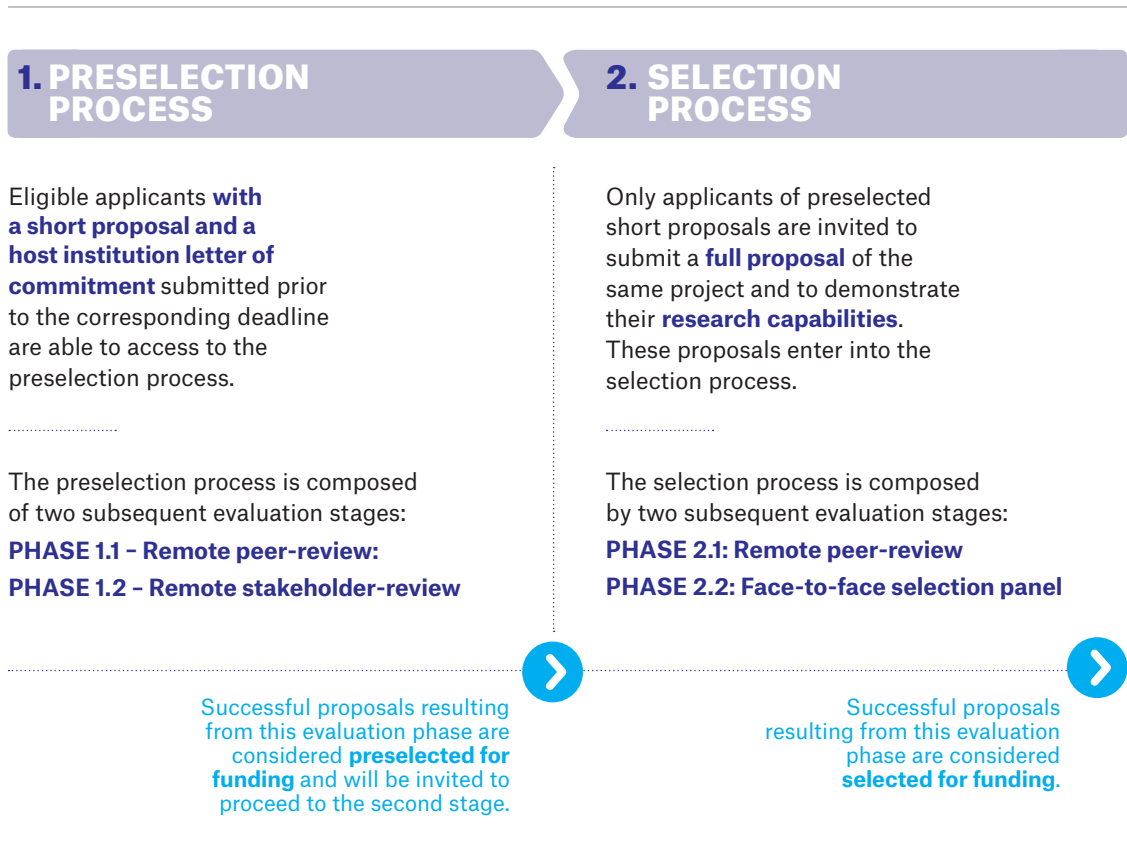 1. PRESELECTION
PROCESS
Eligible applicants with
a short proposal and a
host institution letter of
commitment submitted prior
to the corresponding deadline
are able to access to the
preselection process.
The preselection process is composed
of two subsequent evaluation stages:
PHASE 1.1 – Remote peer-review:
PHASE 1.2 – Remote stakeholder-review
Successful proposals resulting
from this evaluation phase are
considered preselected for
funding and will be invited to
proceed to the second stage.
2. SELECTION
PROCESS
Only applicants of preselected
short proposals are invited to
submit a full proposal of the
same project and to demonstrate
their research capabilities.
These proposals enter into the
selection process.
The selection process is composed
by two subsequent evaluation stages:
PHASE 2.1: Remote peer-review
PHASE 2.2: Face-to-face selection panel
Successful proposals
resulting from this evaluation
phase are considered
selected for funding.